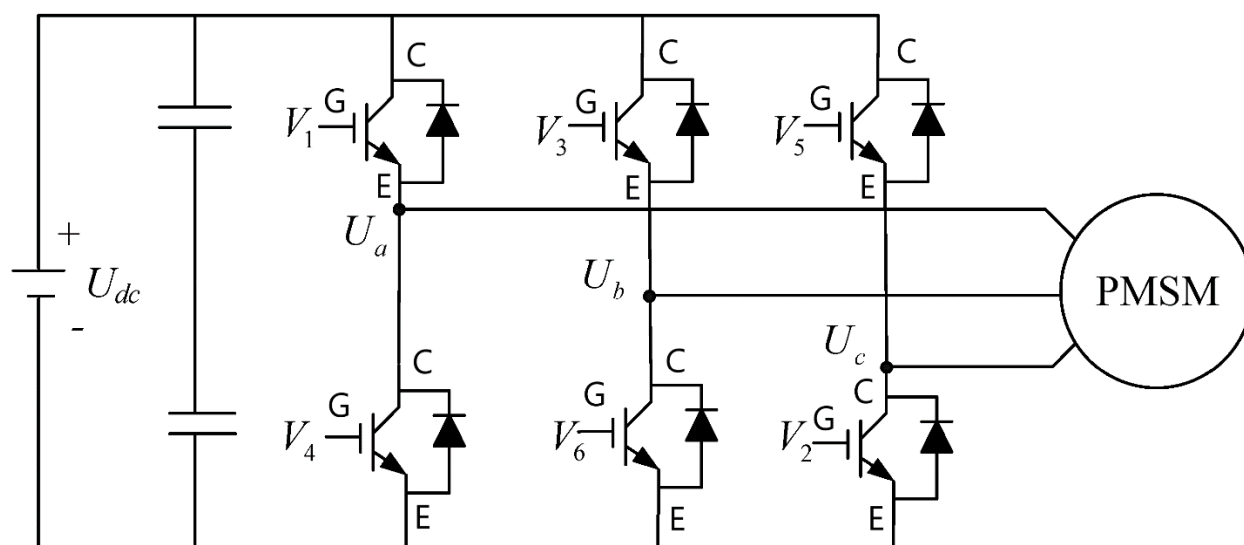 C C C
G G G
V1 V3 V5
E E E
Ua
+
Udc
-
Ub
PMSM
Uc
C C C
G G G
V4 V6 V2
E E E